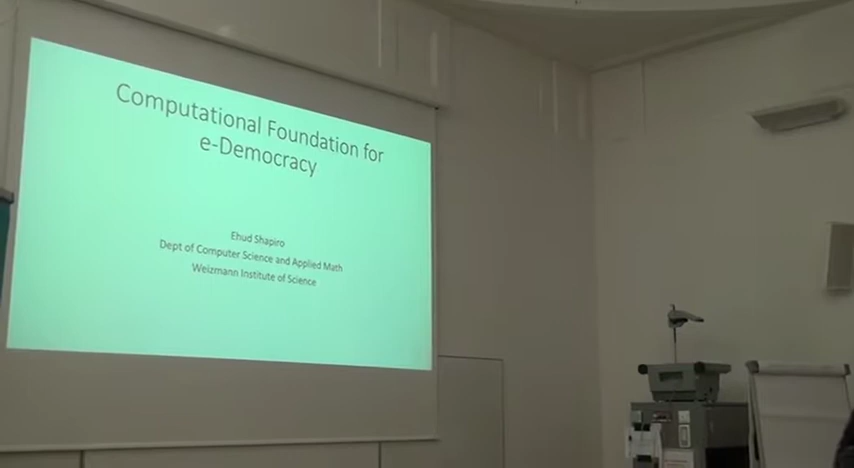 Computational Foundation for
e-Democracy
Ehud Shapiro
Dept of Computer Science and Applied Math
Weizmann Institute of Science